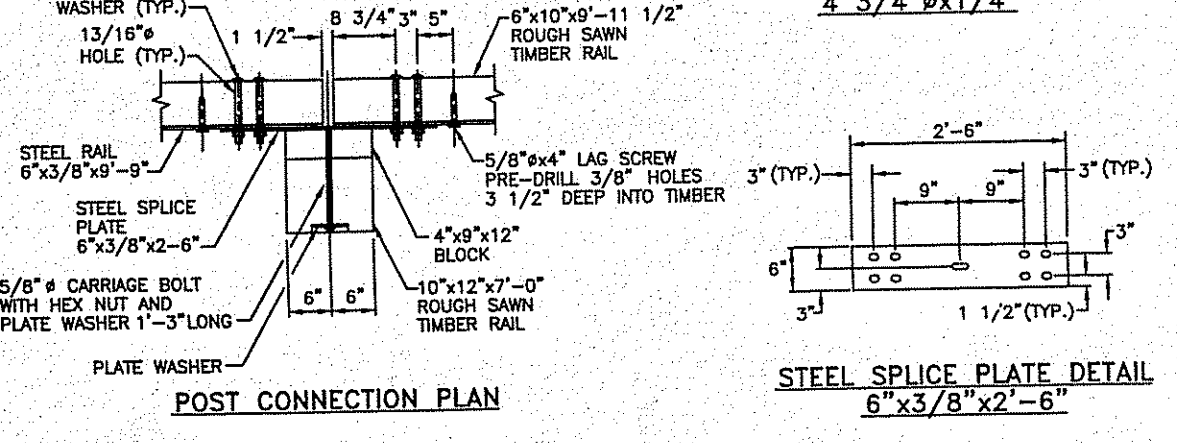 WASHER (TYP.)
13/16"ø
HOLE (TYP.)
1 1/2"
8 3/4"
3"
5"
6"x10"x9'-11 1/2"
ROUGH SAWN
TIMBER RAIL
4 3/4"øx1/4"
STEEL RAIL
6"x3/8"x9'-9"
STEEL SPLICE
PLATE
6"x3/8"x2-6"
5/8"ø CARRIAGE BOLT
WITH HEX NUT AND
PLATE WASHER 1'-3"LONG
PLATE WASHER
5/8"øx4" LAG SCREW
PRE-DRILL 3/8" HOLES
3 1/2" DEEP INTO TIMBER
4"x9"x12"
BLOCK
6"
6"
10"x12"x7'-0"
ROUGH SAWN
TIMBER RAIL
POST CONNECTION PLAN
2'-6"
3" (TYP.)
9"
9"
3" (TYP.)
6"
3"
3"
1 1/2"(TYP.)
STEEL SPLICE PLATE DETAIL
6"x3/8"x2'-6"